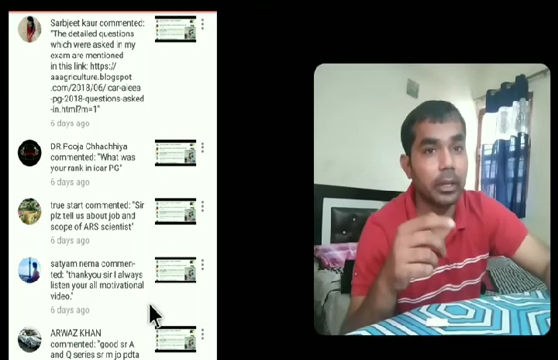 Sarbjeet kaur commented:
"The detailed questions
which were asked in my
exam are mentioned
in this link: https://
aaagriculture.blogspot
.com/2018/06/car-aieea
-pg-2018-questions-asked
-in.html?m=1"
6 days ago
DR.Pooja Chhachhiya
commented: "What was
your rank in icar PG"
6 days ago
true start commented: "Sir
plz tell us about job and
scope of ARS scientist"
6 days ago
satyam nema commen-
ted: "thankyou sir I always
listen your all motivational
video."
6 days ago
ARWAZ KHAN
commented: "good sr A
and Q series sr m jo pdta